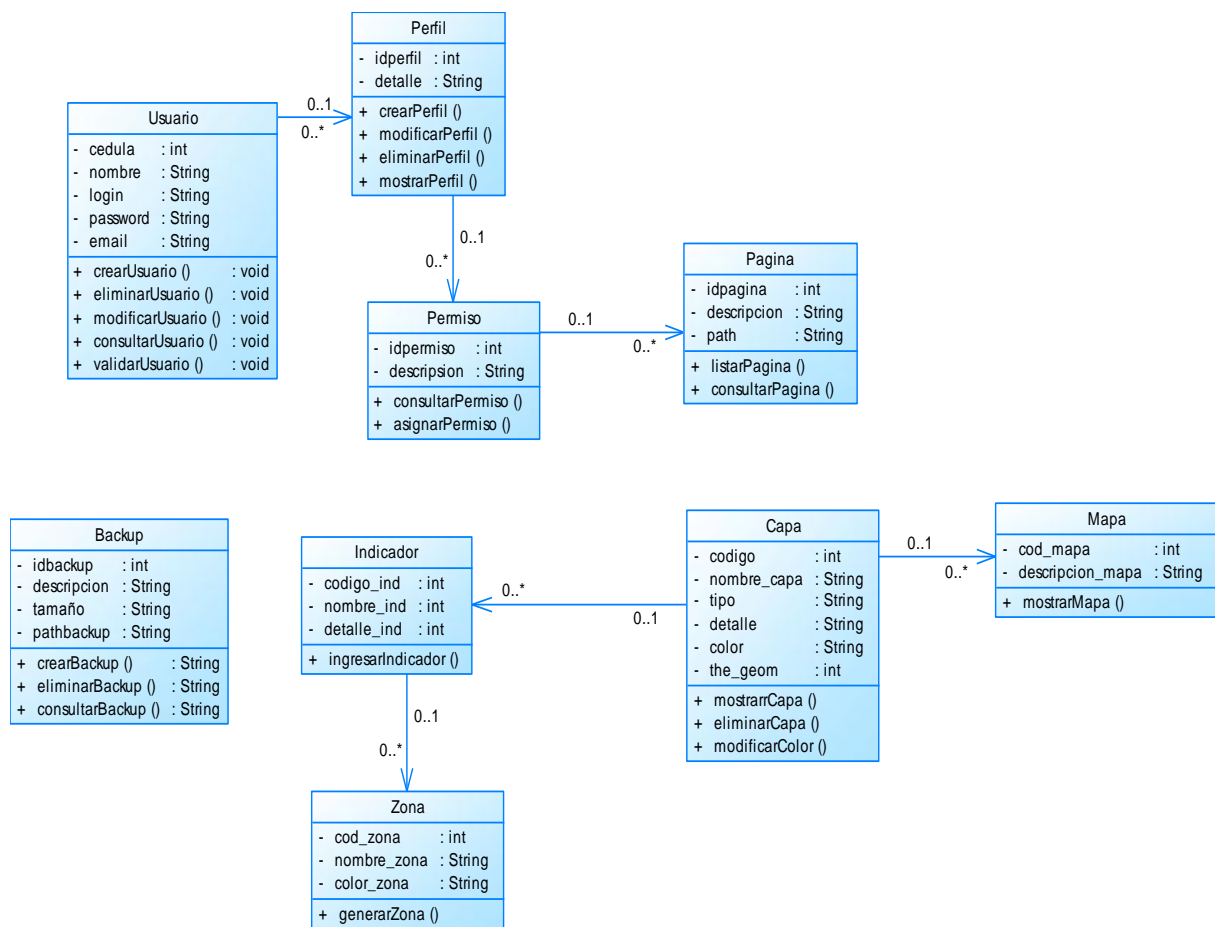 Perfil
- idperfil : int
- detalle : String
+ crearPerfil ()
+ modificarPerfil ()
+ eliminarPerfil ()
+ mostrarPerfil ()
Usuario
- cedula : int
- nombre : String
- login : String
- password : String
- email : String
+ crearUsuario () : void
+ eliminarUsuario () : void
+ modificarUsuario () : void
+ consultarUsuario () : void
+ validarUsuario () : void
0..1
0..*
0..1
0..*
Permiso
- idpermiso : int
- descripsion : String
+ consultarPermiso ()
+ asignarPermiso ()
0..1
0..*
Pagina
- idpagina : int
- descripcion : String
- path : String
+ listarPagina ()
+ consultarPagina ()
Backup
- idbackup : int
- descripcion : String
- tamaño : String
- pathbackup : String
+ crearBackup () : String
+ eliminarBackup () : String
+ consultarBackup () : String
Indicador
- codigo_ind : int
- nombre_ind : int
- detalle_ind : int
+ ingresarIndicador ()
0..*
0..1
Capa
- codigo : int
- nombre_capa : String
- tipo : String
- detalle : String
- color : String
- the_geom : int
+ mostrarrCapa ()
+ eliminarCapa ()
+ modificarColor ()
0..1
0..*
Mapa
- cod_mapa : int
- descripcion_mapa : String
+ mostrarMapa ()
0..1
0..*
Zona
- cod_zona : int
- nombre_zona : String
- color_zona : String
+ generarZona ()